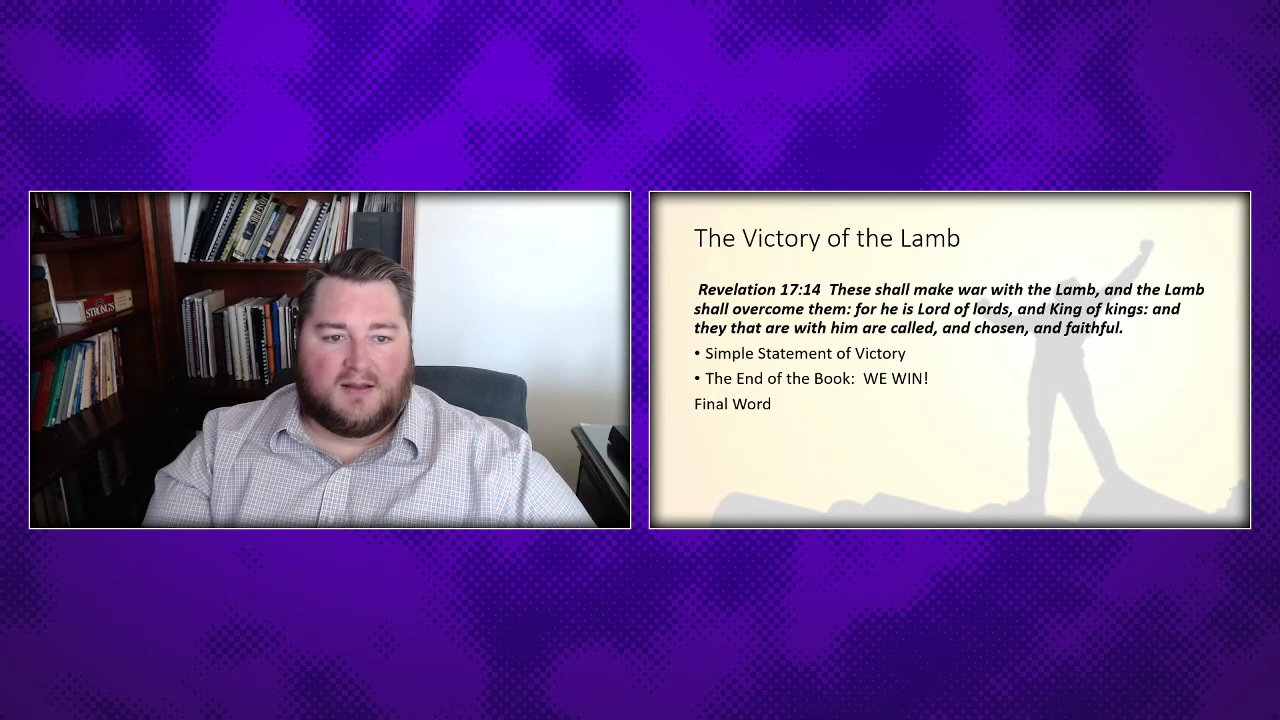 STRONG'S
The Victory of the Lamb
Revelation 17:14 These shall make war with the Lamb, and the Lamb
shall overcome them: for he is Lord of lords, and King of kings: and
they that are with him are called, and chosen, and faithful.
• Simple Statement of Victory
• The End of the Book: WE WIN!
Final Word